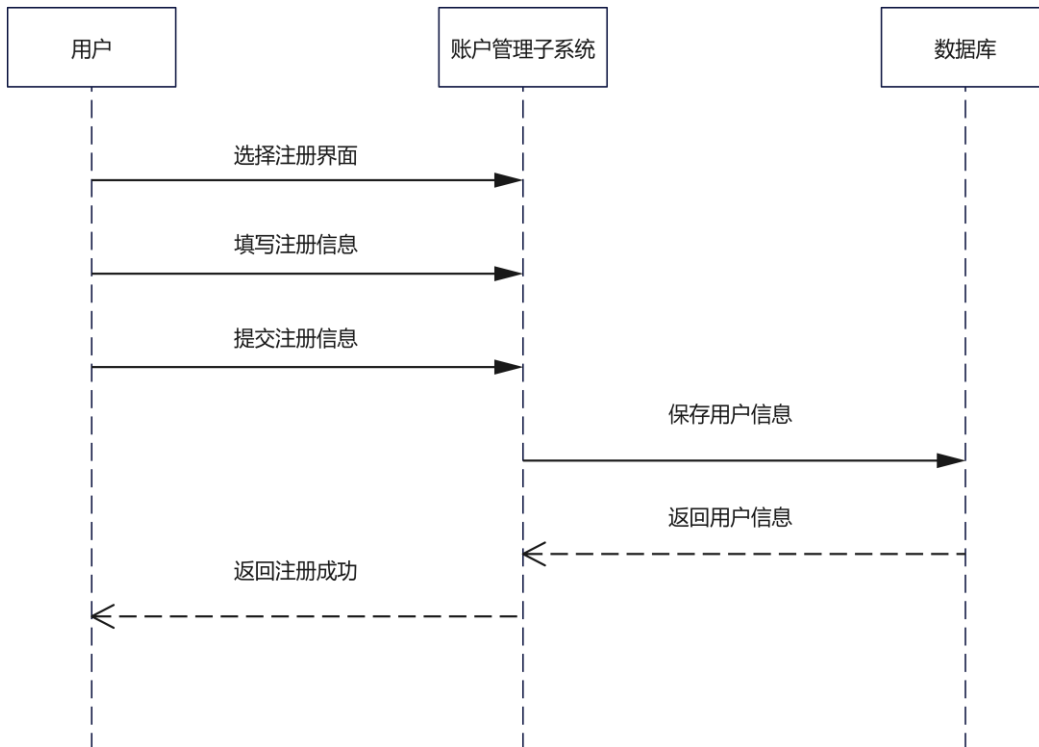 用户
账户管理子系统
数据库
选择注册界面
填写注册信息
提交注册信息
保存用户信息
返回用户信息
返回注册成功